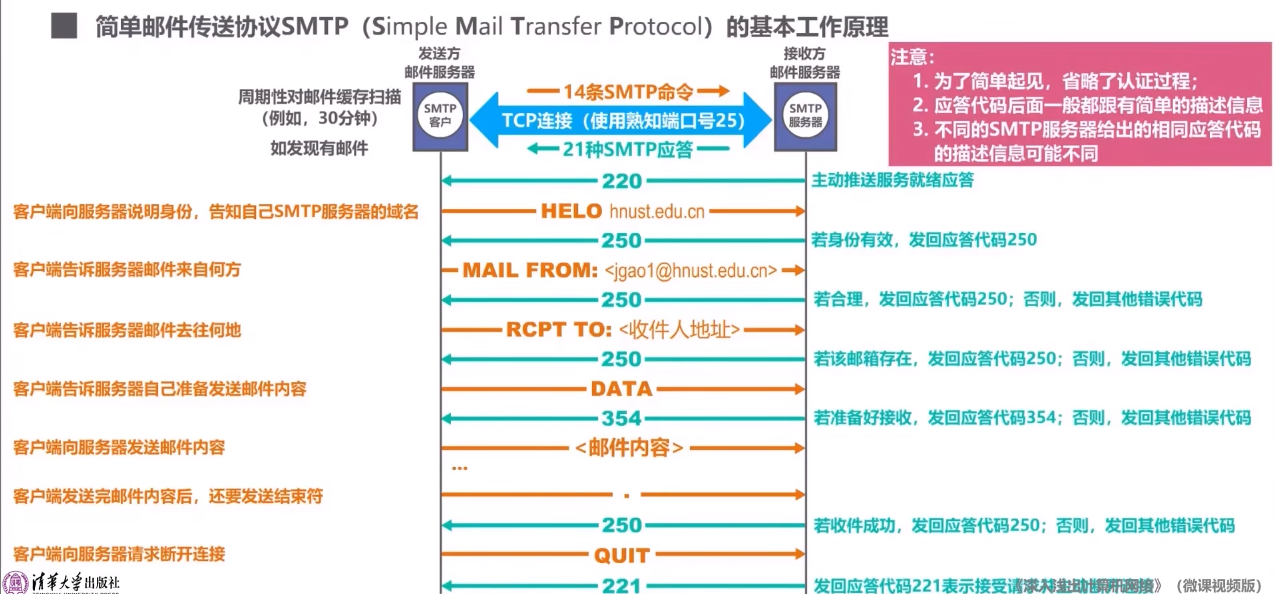 简单邮件传送协议SMTP（Simple Mail Transfer Protocol）的基本工作原理
发送方
邮件服务器
接收方
邮件服务器
注意：
1. 为了简单起见，省略了认证过程；
2. 应答代码后面一般都跟有简单的描述信息
3. 不同的SMTP服务器给出的相同应答代码
的描述信息可能不同
周期性对邮件缓存扫描
（例如，30分钟）
如发现有邮件
SMTP
客户
14条SMTP命令
TCP连接（使用熟知端口号25）
21种SMTP应答
SMTP
服务器
220
主动推送服务就绪应答
客户端向服务器说明身份，告知自己SMTP服务器的域名
HELO hnust.edu.cn
250
若身份有效，发回应答代码250
客户端告诉服务器邮件来自何方
MAIL FROM: <jgao1@hnust.edu.cn>
250
若合理，发回应答代码250；否则，发回其他错误代码
客户端告诉服务器邮件去往何地
RCPT TO: <收件人地址>
250
若该邮箱存在，发回应答代码250；否则，发回其他错误代码
客户端告诉服务器自己准备发送邮件内容
DATA
354
若准备好接收，发回应答代码354；否则，发回其他错误代码
客户端向服务器发送邮件内容
<邮件内容>
...
客户端发送完邮件内容后，还要发送结束符
.
250
若收件成功，发回应答代码250；否则，发回其他错误代码
客户端向服务器请求断开连接
QUIT
221
发回应答代码221表示接受请求并主动断开连接
清华大学出版社
》（微课视频版）